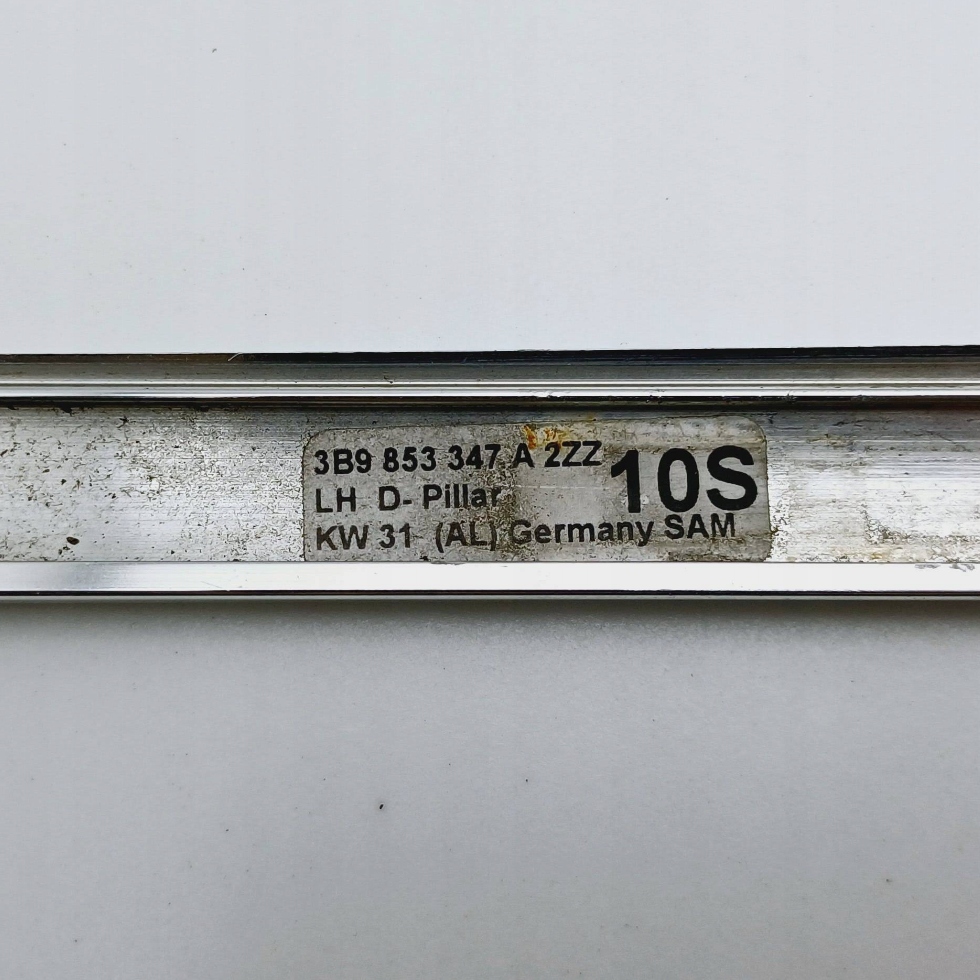 3B9 853 347 A 2ZZ 10S
LH D- Pillar
KW 31 (AL) Germany SAM